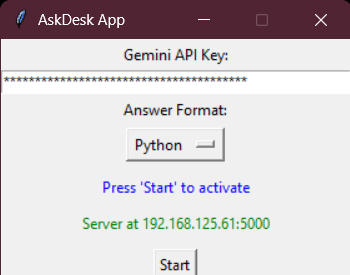 AskDesk App
Gemini API Key:
***************************************
Answer Format:
Python
Press 'Start' to activate
Server at 192.168.125.61:5000
Start